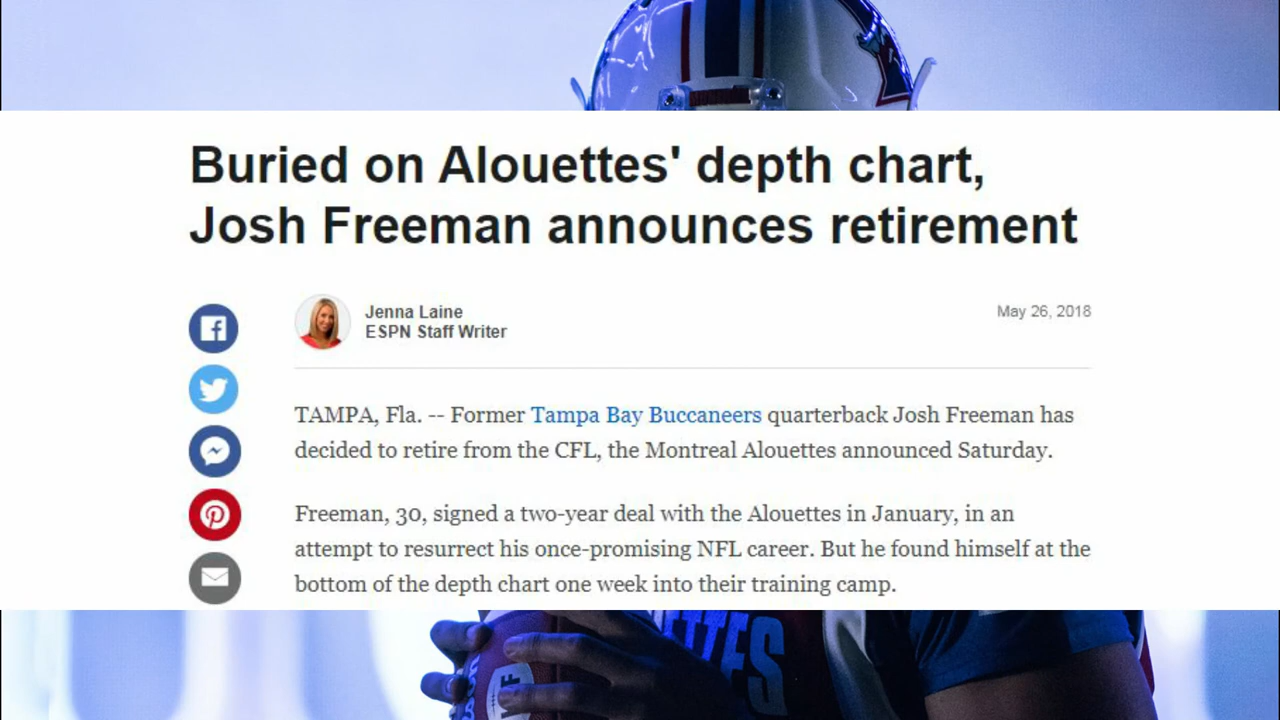 Buried on Alouettes' depth chart,
Josh Freeman announces retirement
Jenna Laine
ESPN Staff Writer
May 26, 2018
TAMPA, Fla. -- Former Tampa Bay Buccaneers quarterback Josh Freeman has
decided to retire from the CFL, the Montreal Alouettes announced Saturday.
Freeman, 30, signed a two-year deal with the Alouettes in January, in an
attempt to resurrect his once-promising NFL career. But he found himself at the
bottom of the depth chart one week into their training camp.
ETTES